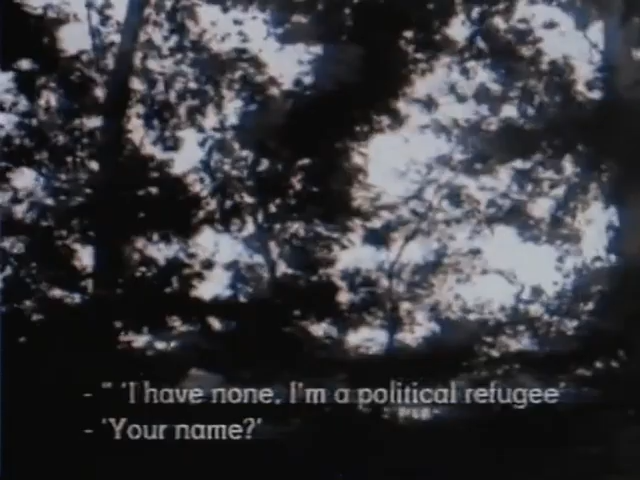 - " 'I have none. I'm a political refugee'
- 'Your name?'